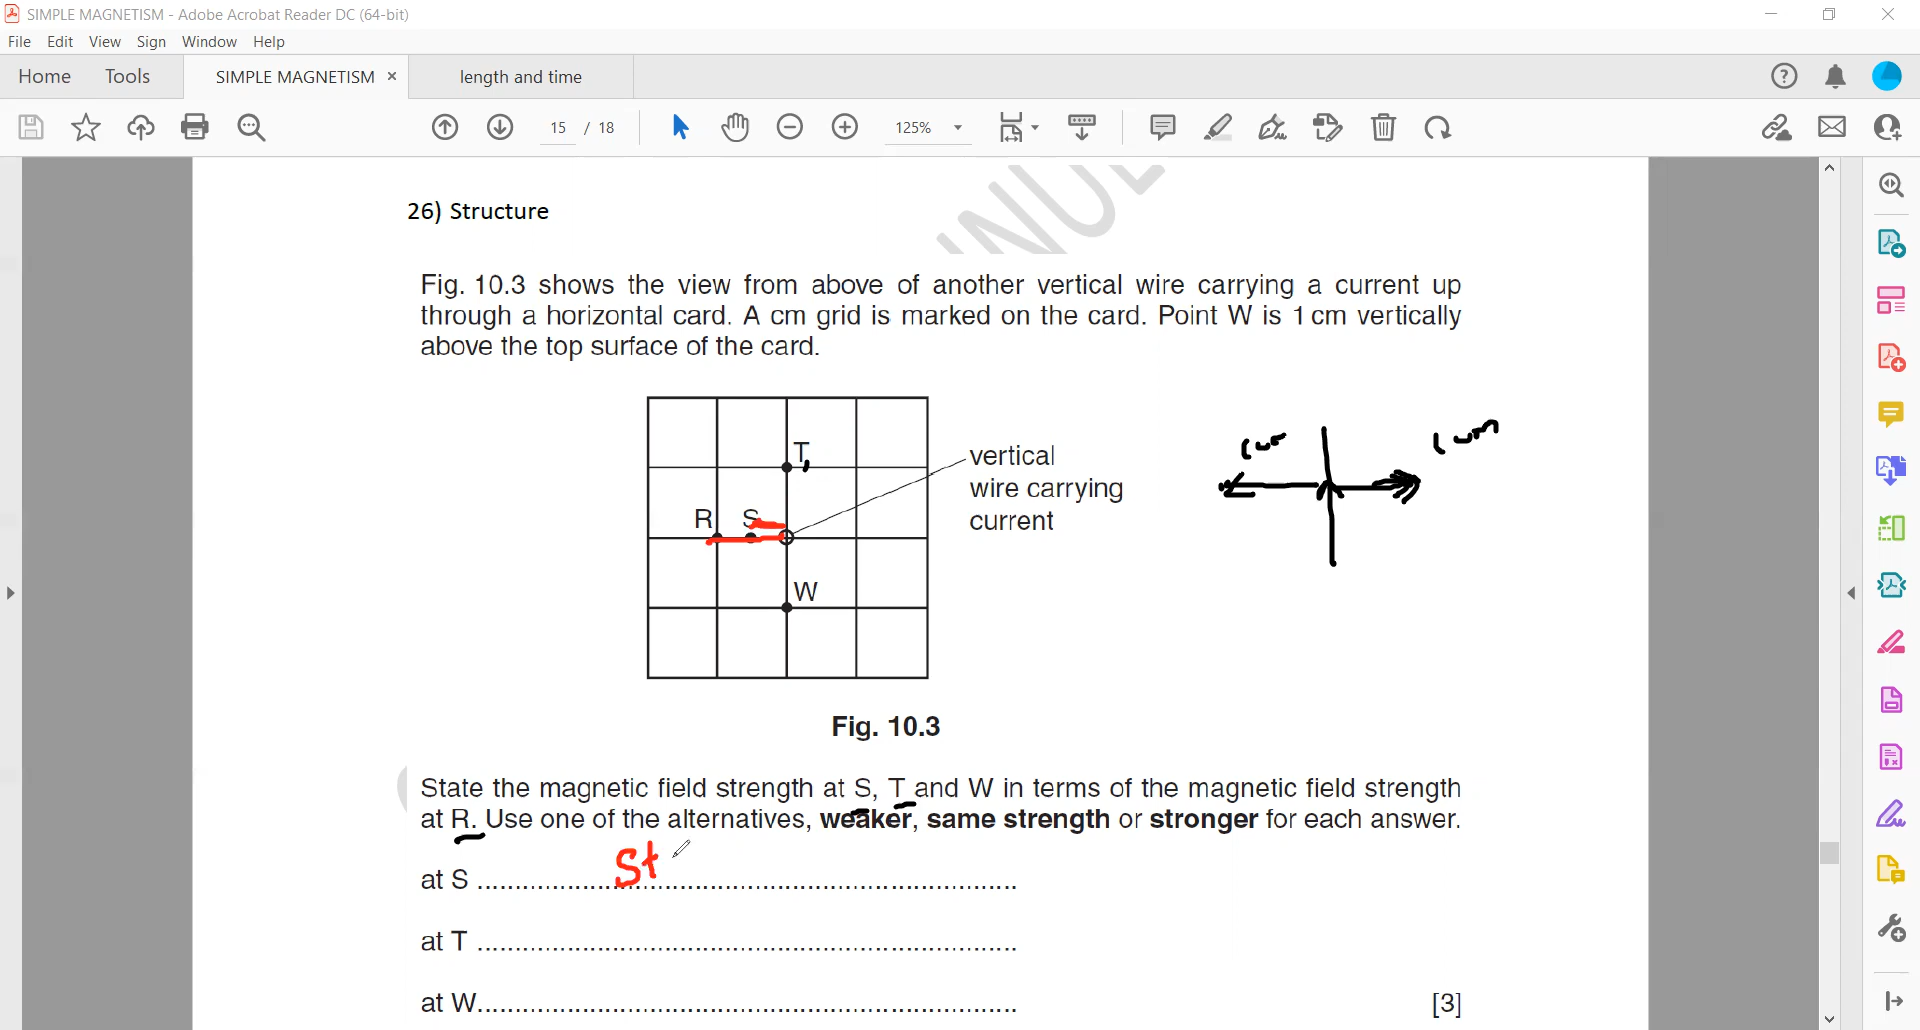 SIMPLE MAGNETISM - Adobe Acrobat Reader DC (64-bit)
File Edit View Sign Window Help
Home Tools SIMPLE MAGNETISM × length and time
15 / 18 125%
26) Structure
Fig. 10.3 shows the view from above of another vertical wire carrying a current up
through a horizontal card. A cm grid is marked on the card. Point W is 1 cm vertically
above the top surface of the card.
T
vertical
wire carrying
current
R S
W
Fig. 10.3
State the magnetic field strength at S, T and W in terms of the magnetic field strength
at R. Use one of the alternatives, weaker, same strength or stronger for each answer.
at S ........................................................................ St
at T ........................................................................
at W........................................................................ [3]